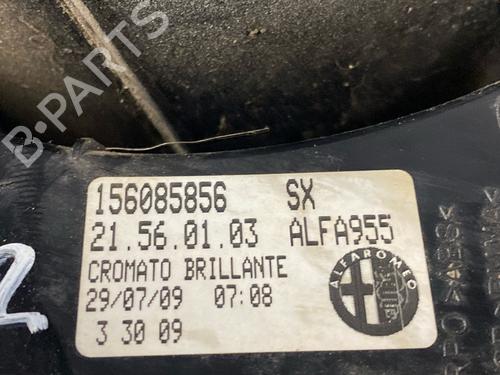 B-PARTS
156085856 SX
21.56.01.03 ALFA955
CROMATO BRILLANTE
ALFA ROMEO
29/07/09 07:08
3 30 09
2